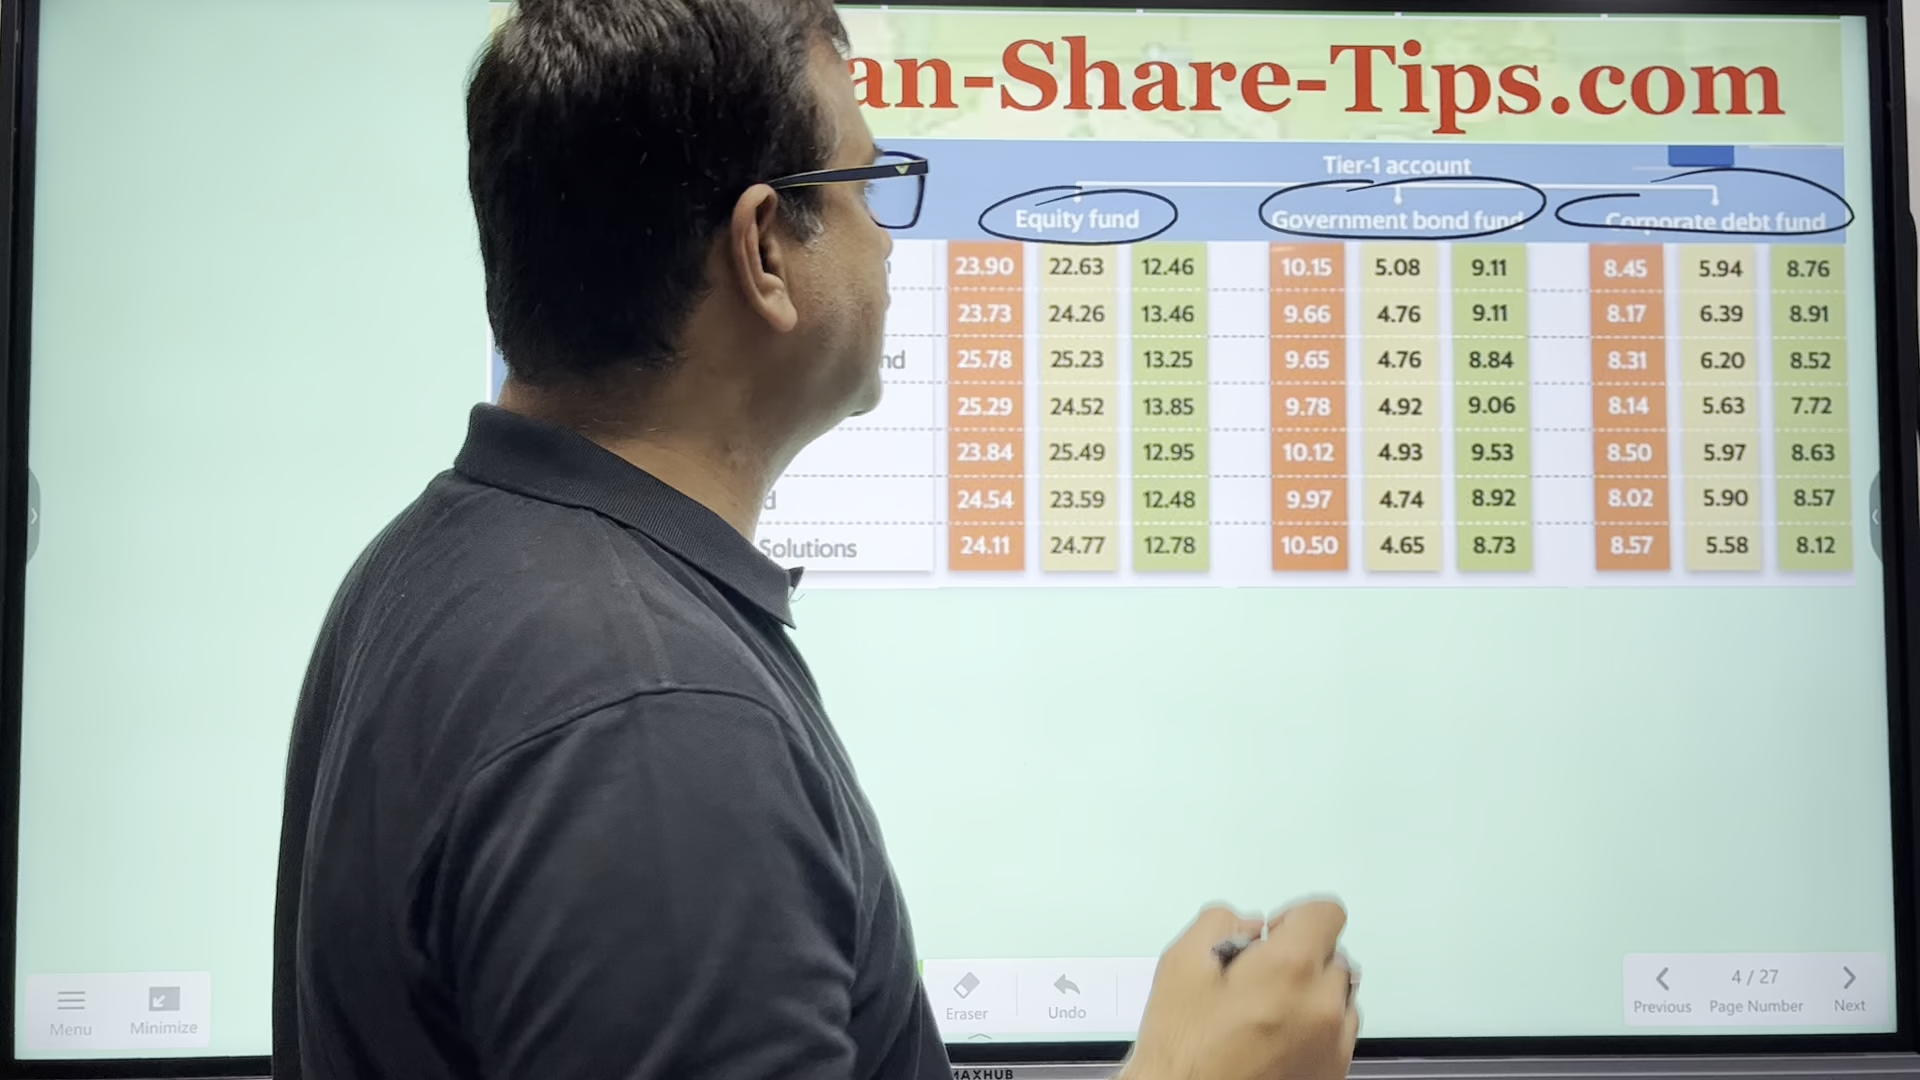 an-Share-Tips.com
Tier-1 account
Equity fund Government bond fund Corporate debt fund
23.90 22.63 12.46 10.15 5.08 9.11 8.45 5.94 8.76
23.73 24.26 13.46 9.66 4.76 9.11 8.17 6.39 8.91
nd 25.78 25.23 13.25 9.65 4.76 8.84 8.31 6.20 8.52
25.29 24.52 13.85 9.78 4.92 9.06 8.14 5.63 7.72
23.84 25.49 12.95 10.12 4.93 9.53 8.50 5.97 8.63
d 24.54 23.59 12.48 9.97 4.74 8.92 8.02 5.90 8.57
Solutions 24.11 24.77 12.78 10.50 4.65 8.73 8.57 5.58 8.12
Menu Minimize Eraser Undo
4 / 27
Previous Page Number Next
MAXHUB